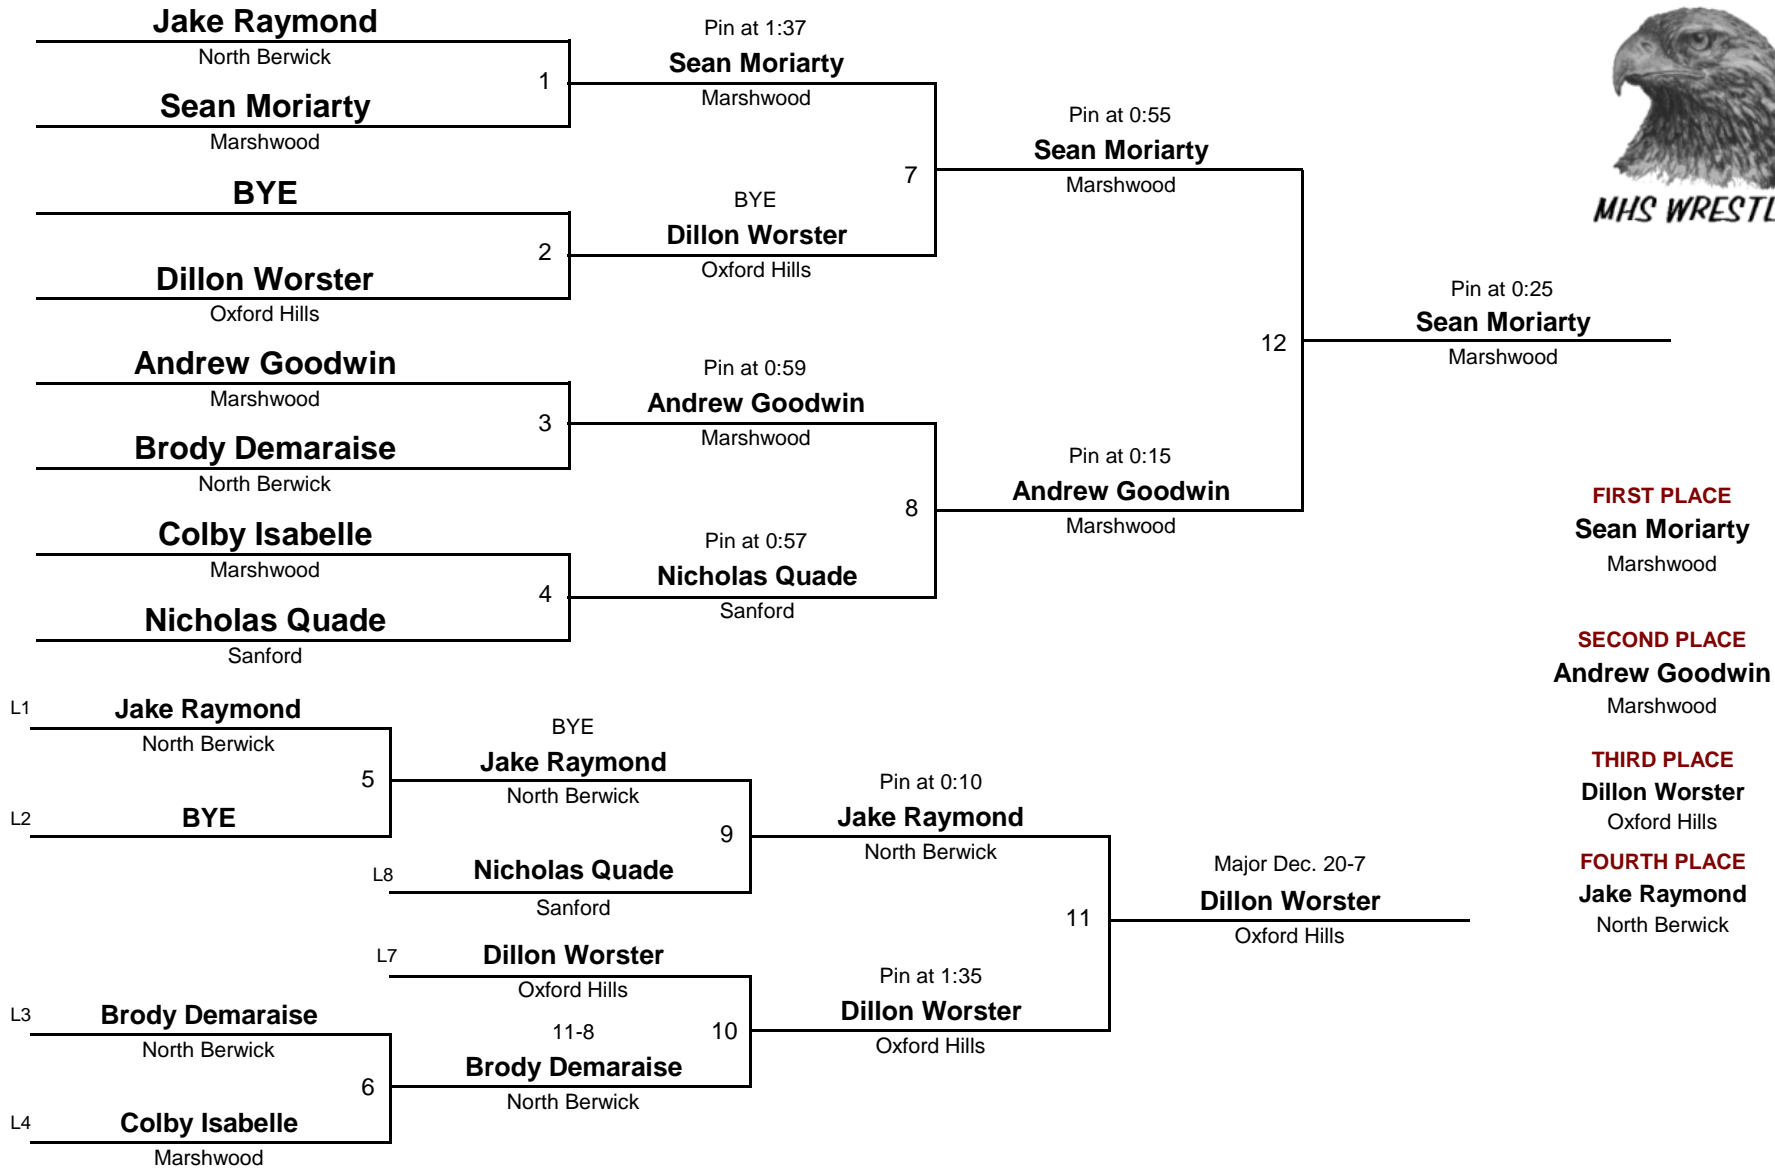 Jake Raymond
North Berwick
1
Sean Moriarty
Marshwood
BYE
2
Dillon Worster
Oxford Hills
Andrew Goodwin
Marshwood
3
Brody Demaraise
North Berwick
Colby Isabelle
Marshwood
4
Nicholas Quade
Sanford
Pin at 1:37
Sean Moriarty
Marshwood
7
BYE
Dillon Worster
Oxford Hills
Pin at 0:59
Andrew Goodwin
Marshwood
8
Pin at 0:57
Nicholas Quade
Sanford
Pin at 0:55
Sean Moriarty
Marshwood
12
Pin at 0:15
Andrew Goodwin
Marshwood
Pin at 0:25
Sean Moriarty
Marshwood
MHS WRESTL
FIRST PLACE
Sean Moriarty
Marshwood
SECOND PLACE
Andrew Goodwin
Marshwood
THIRD PLACE
Dillon Worster
Oxford Hills
FOURTH PLACE
Jake Raymond
North Berwick
L1 Jake Raymond
North Berwick
5
L2 BYE
BYE
Jake Raymond
North Berwick
9
L8 Nicholas Quade
Sanford
L7 Dillon Worster
Oxford Hills
L3 Brody Demaraise
North Berwick
6
L4 Colby Isabelle
Marshwood
11-8
10
Brody Demaraise
North Berwick
Pin at 0:10
Jake Raymond
North Berwick
11
Pin at 1:35
Dillon Worster
Oxford Hills
Major Dec. 20-7
Dillon Worster
Oxford Hills